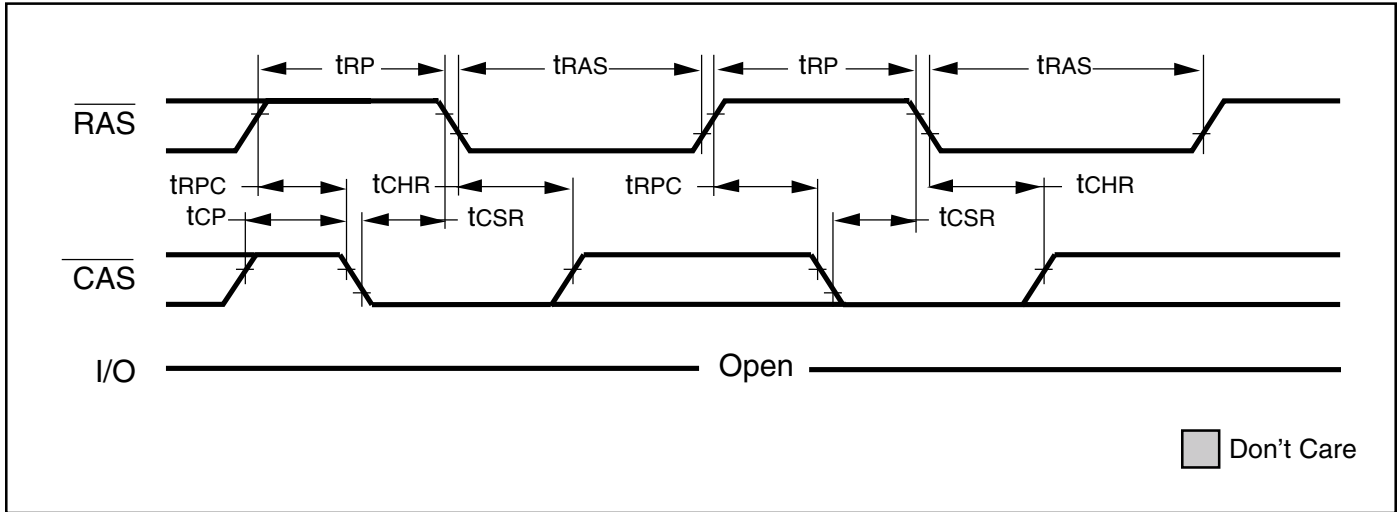 tRP tRAS tRP tRAS
RAS
tRPC tCHR tRPC tCHR
tCP tCSR tCSR
CAS
I/O Open
Don't Care